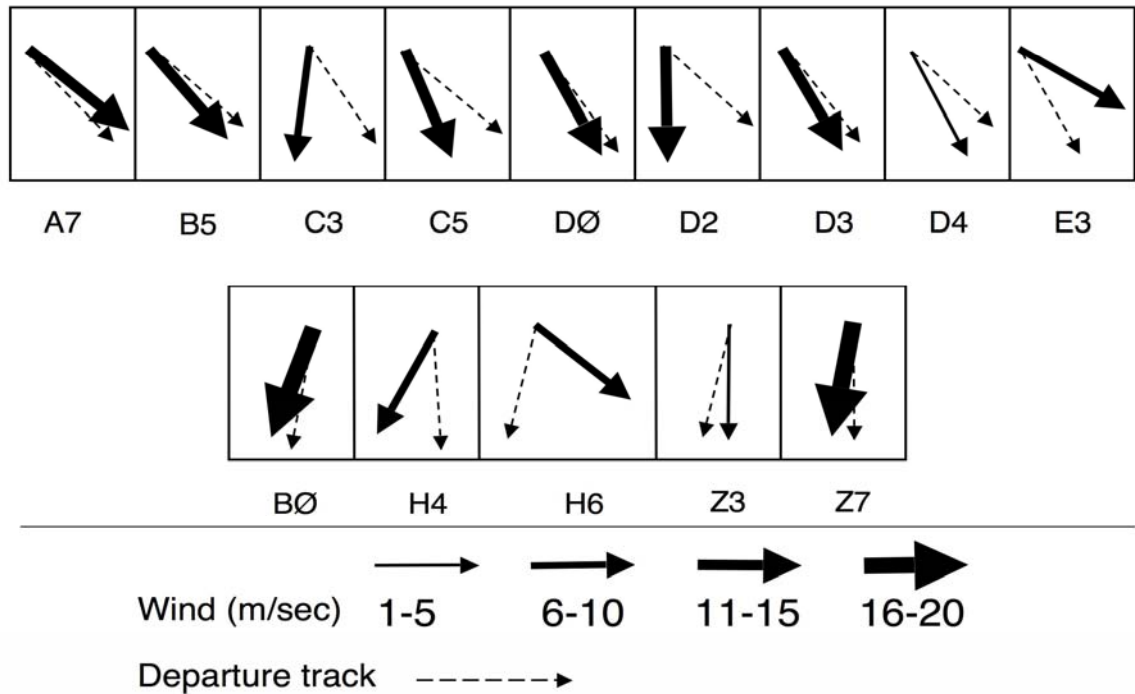 A7 B5 C3 C5 DØ D2 D3 D4 E3
BØ H4 H6 Z3 Z7
Wind (m/sec) 1-5 6-10 11-15 16-20
Departure track